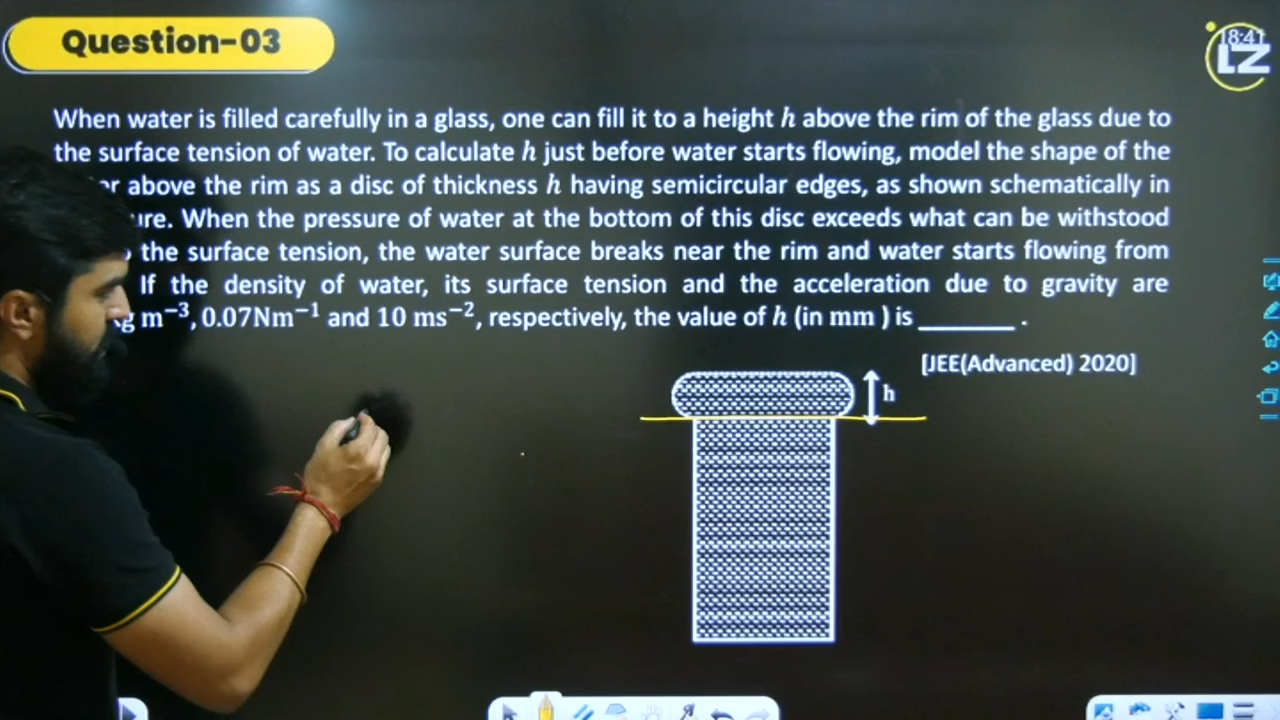 Question-03
18:41
LZ
When water is filled carefully in a glass, one can fill it to a height h above the rim of the glass due to
the surface tension of water. To calculate h just before water starts flowing, model the shape of the
above the rim as a disc of thickness h having semicircular edges, as shown schematically in
When the pressure of water at the bottom of this disc exceeds what can be withstood
the surface tension, the water surface breaks near the rim and water starts flowing from
If the density of water, its surface tension and the acceleration due to gravity are
m⁻³, 0.07Nm⁻¹ and 10 ms⁻², respectively, the value of h (in mm ) is ______ .
[JEE(Advanced) 2020]
h